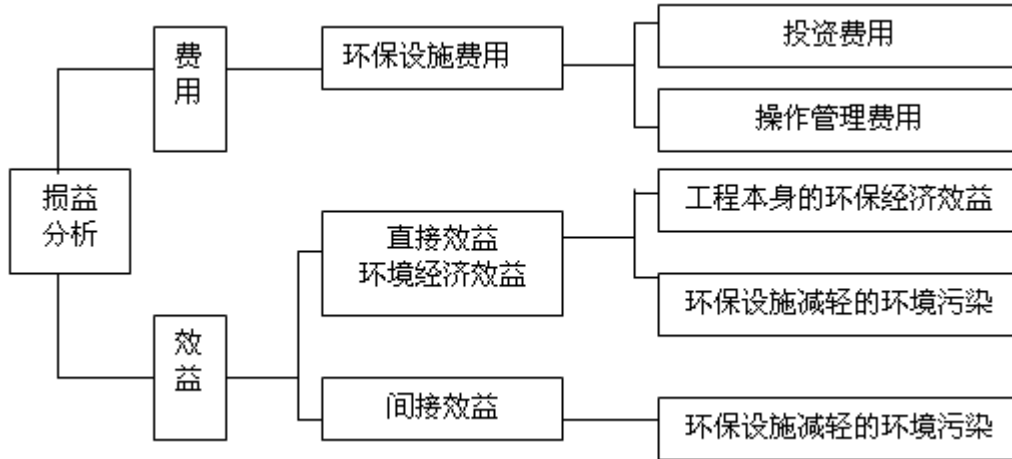 费
用
环保设施费用
投资费用
操作管理费用
损益
分析
直接效益
环境经济效益
工程本身的环保经济效益
环保设施减轻的环境污染
效
益
间接效益
环保设施减轻的环境污染